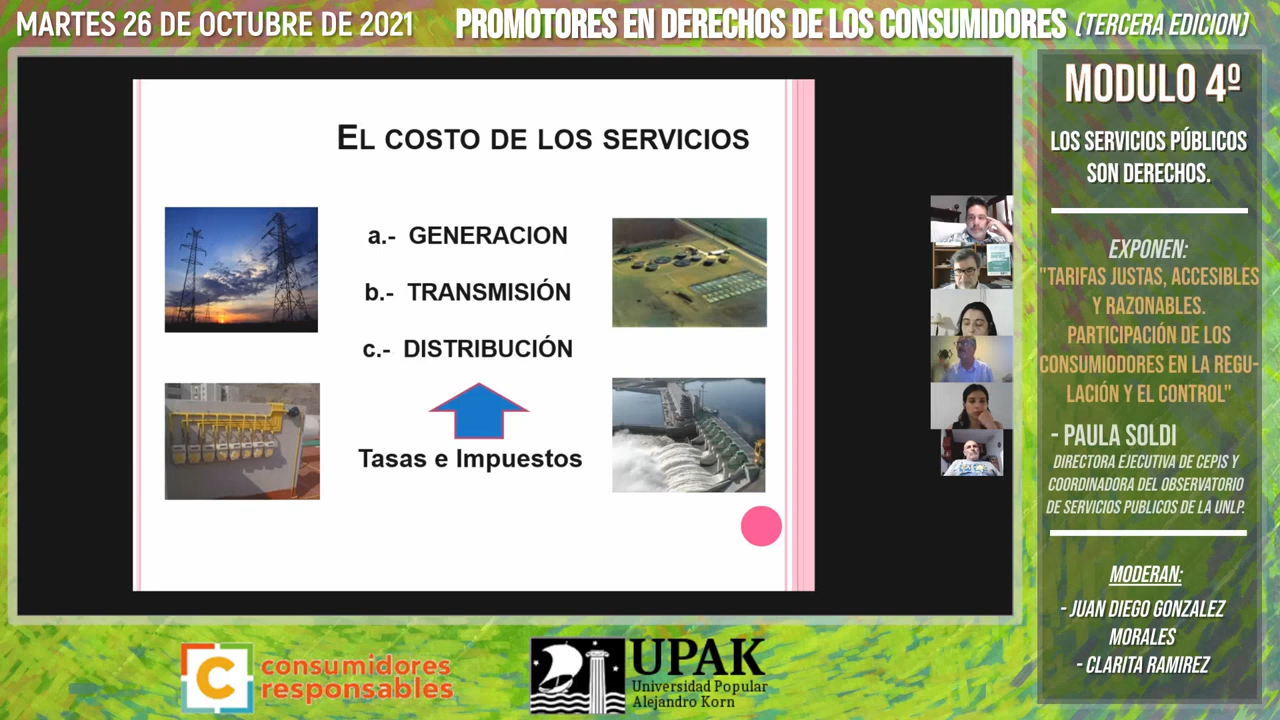 MARTES 26 DE OCTUBRE DE 2021
PROMOTORES EN DERECHOS DE LOS CONSUMIDORES (TERCERA EDICION)
EL COSTO DE LOS SERVICIOS
a.- GENERACION
b.- TRANSMISIÓN
c.- DISTRIBUCIÓN
Tasas e Impuestos
MODULO 4º
LOS SERVICIOS PÚBLICOS
SON DERECHOS.
EXPONEN:
"TARIFAS JUSTAS, ACCESIBLES
Y RAZONABLES.
PARTICIPACIÓN DE LOS
CONSUMIODORES EN LA REGU-
LACIÓN Y EL CONTROL"
- PAULA SOLDI
DIRECTORA EJECUTIVA DE CEPIS Y
COORDINADORA DEL OBSERVATORIO
DE SERVICIOS PUBLICOS DE LA UNLP.
MODERAN:
- JUAN DIEGO GONZALEZ
MORALES
- CLARITA RAMIREZ
C
consumidores
responsables
UPAK
Universidad Popular
Alejandro Korn